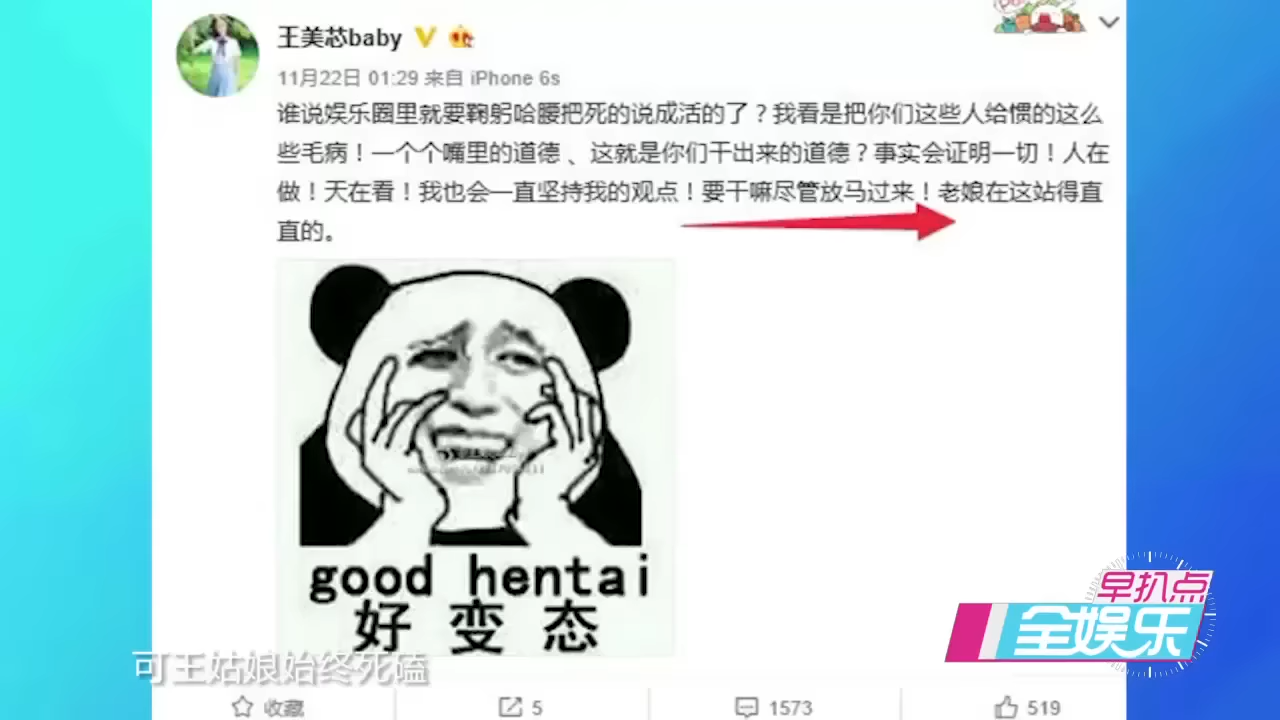 王美芯baby
11月22日 01:29 来自 iPhone 6s
谁说娱乐圈里就要鞠躬哈腰把死的说成活的了？我看是把你们这些人给惯的这么
些毛病！一个个嘴里的道德 、这就是你们干出来的道德？事实会证明一切！人在
做！天在看！我也会一直坚持我的观点！要干嘛尽管放马过来！老娘在这站得直
直的。
good hentai
好变态
早扒点
全娱乐
可王姑娘始终死磕
收藏
5
1573
519